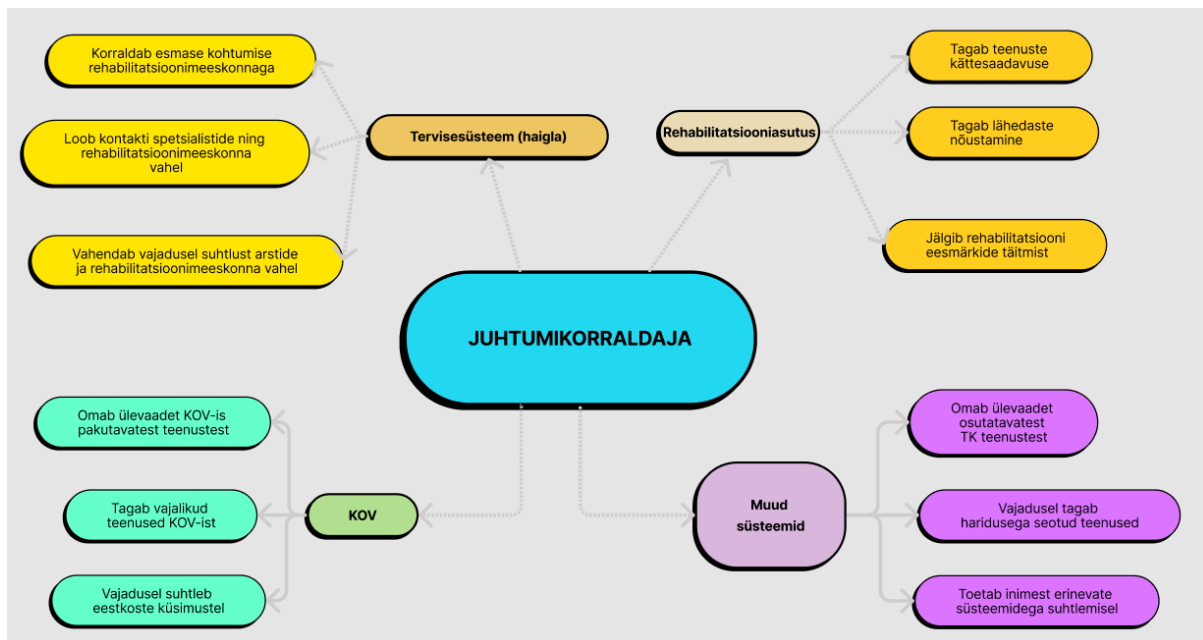 Korraldab esmase kohtumise
rehabilitatsioonimeeskonnaga
Loob kontakti spetsialistide ning
rehabilitatsioonimeeskonna
vahel
Vahendab vajadusel suhtlust arstide
ja rehabilitatsioonimeeskonna vahel
Tervisesüsteem (haigla)
Rehabilitatsiooniasutus
Tagab teenuste
kättesaadavuse
Tagab lähedaste
nõustamine
Jälgib rehabilitatsiooni
eesmärkide täitmist
JUHTUMIKORRALDAJA
Omab ülevaadet KOV-is
pakutavatest teenustest
Tagab vajalikud
teenused KOV-ist
Vajadusel suhtleb
eestkoste küsimustel
KOV
Muud
süsteemid
Omab ülevaadet
osutatavatest
TK teenustest
Vajadusel tagab
haridusega seotud teenused
Toetab inimest erinevate
süsteemidega suhtlemisel